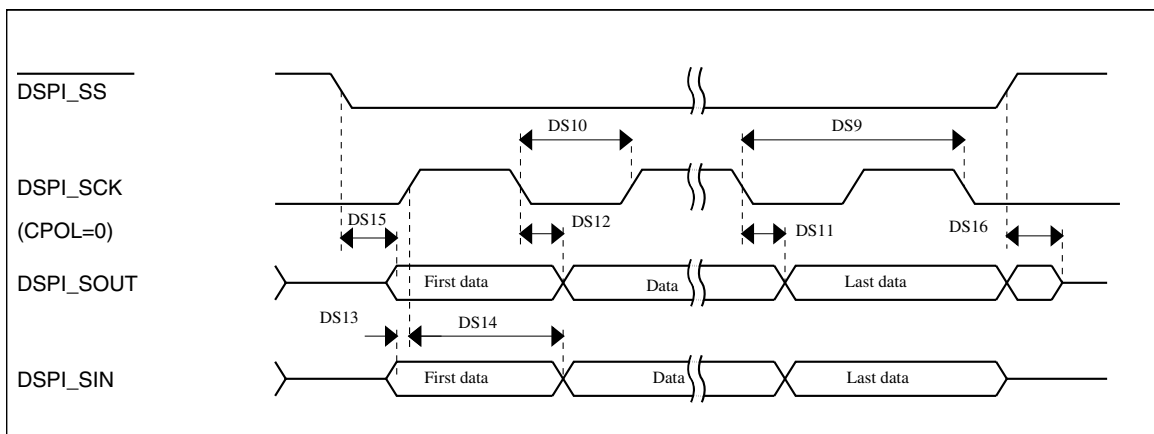 DSPI_SS
DS10
DS9
DSPI_SCK
(CPOL=0)
DS15
DS12
DS11
DS16
DSPI_SOUT
First data
Data
Last data
DS13
DS14
DSPI_SIN
First data
Data
Last data